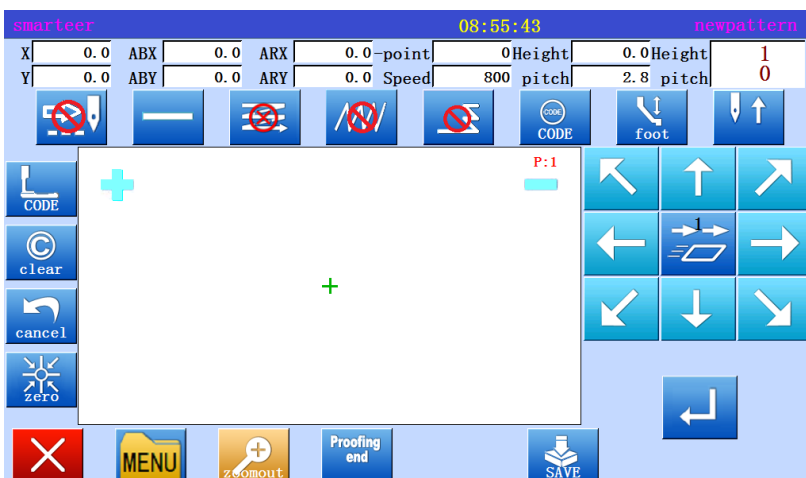 smarteer 08:55:43 newpattern
X 0.0 ABX 0.0 ARX 0.0 -point 0 Height 0.0 Height 1
Y 0.0 ABY 0.0 ARY 0.0 Speed 800 pitch 2.8 pitch 0
CODE
CODE foot
P:1
CODE
1
clear
cancel
zero
MENU
zoomout
Proofing
end
SAVE